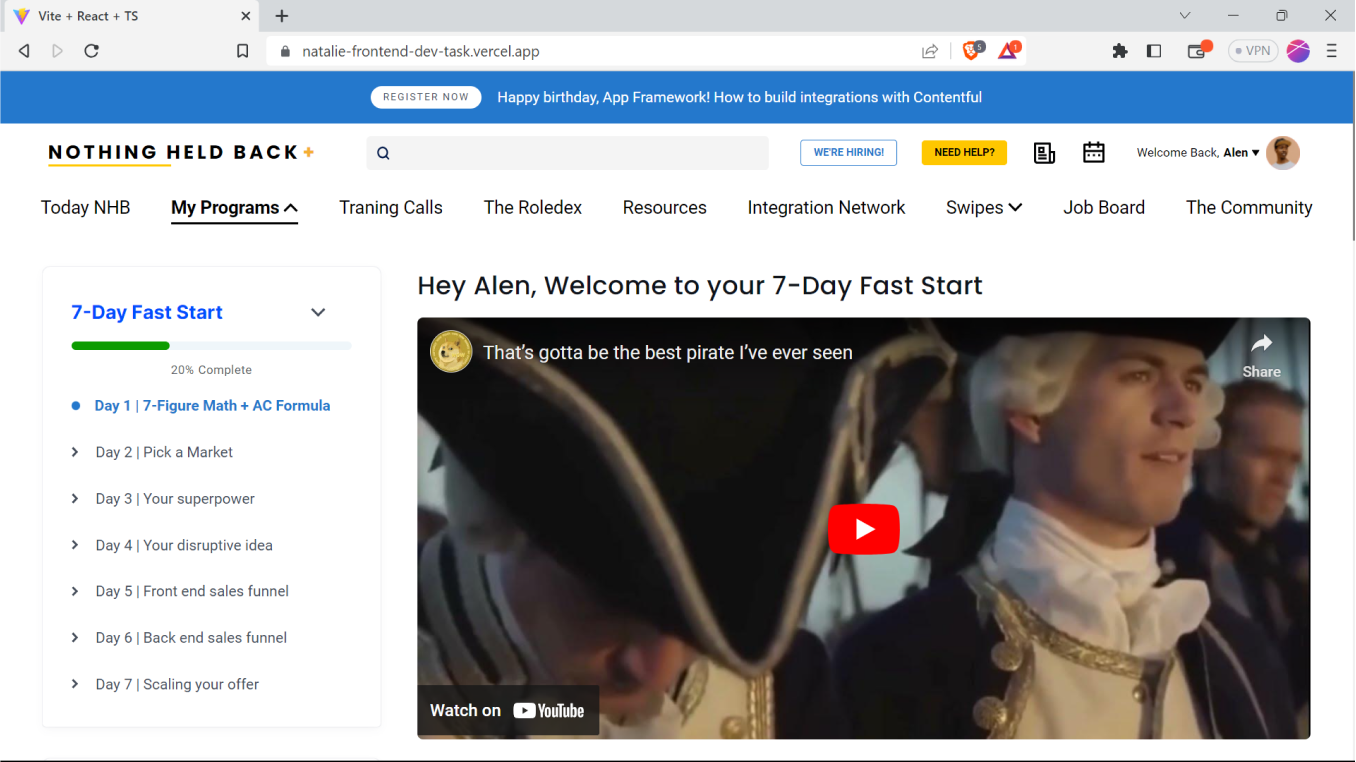 Vite + React + TS
natalie-frontend-dev-task.vercel.app
5
1
VPN
REGISTER NOW Happy birthday, App Framework! How to build integrations with Contentful
NOTHING HELD BACK+
WE'RE HIRING!
NEED HELP?
Welcome Back, Alen
Today NHB
My Programs
Traning Calls
The Roledex
Resources
Integration Network
Swipes
Job Board
The Community
7-Day Fast Start
20% Complete
Day 1 | 7-Figure Math + AC Formula
Day 2 | Pick a Market
Day 3 | Your superpower
Day 4 | Your disruptive idea
Day 5 | Front end sales funnel
Day 6 | Back end sales funnel
Day 7 | Scaling your offer
Hey Alen, Welcome to your 7-Day Fast Start
That's gotta be the best pirate I've ever seen
Share
Watch on YouTube